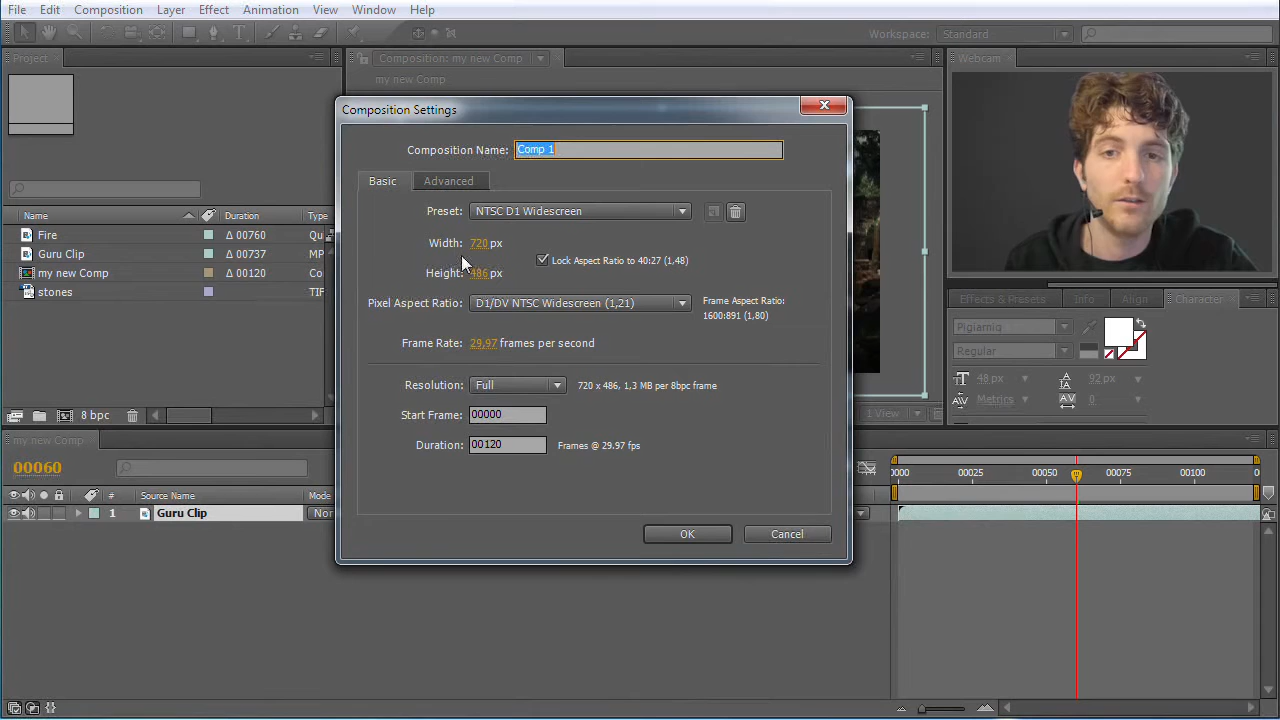 File Edit Composition Layer Effect Animation View Window Help
Workspace: Standard
Project
Composition: my new Comp
my new Comp
Webcam
Composition Settings
Composition Name: Comp 1
Basic Advanced
Preset: NTSC D1 Widescreen
Width: 720 px
Lock Aspect Ratio to 40:27 (1,48)
Height: 486 px
Pixel Aspect Ratio: D1/DV NTSC Widescreen (1,21)
Frame Aspect Ratio:
1600:891 (1,80)
Frame Rate: 29,97 frames per second
Resolution: Full 720 x 486, 1,3 MB per 8bpc frame
Start Frame: 00000
Duration: 00120 Frames @ 29.97 fps
OK Cancel
Name Duration Type
Fire Δ 00760 Qu
Guru Clip Δ 00737
my new Comp Δ 00120 Co
stones TIF
8 bpc
Effects & Presets Info Align Character
Pigiarniq
Regular
48 px 92 px
Metrics 0
1 View
my new Comp
00060
# Source Name Mode
1 Guru Clip Nor
0000 00025 00050 00075 00100 0